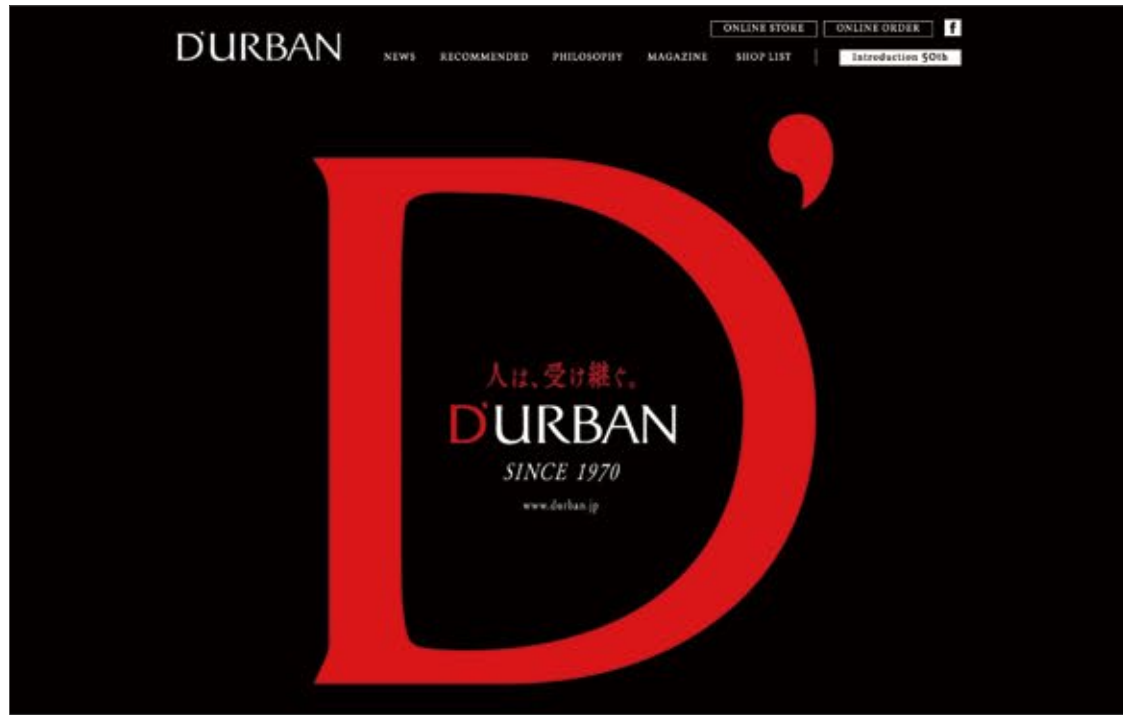 ONLINE STORE ONLINE ORDER f
D'URBAN
NEWS RECOMMENDED PHILOSOPHY MAGAZINE SHOP LIST | Introduction 50th
D'
人は、受け継ぐ。
D'URBAN
SINCE 1970
www.durban.jp